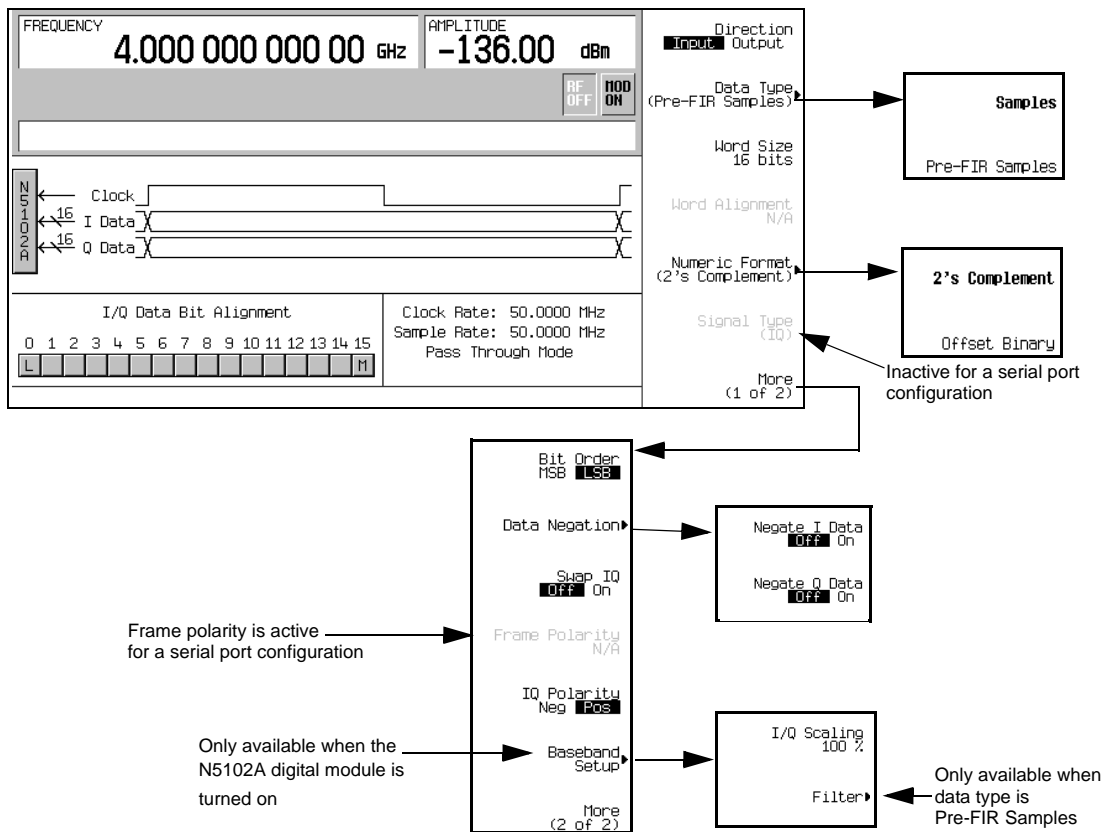 FREQUENCY
4.000 000 000 00 GHz
AMPLITUDE
-136.00 dBm
RF
OFF
MOD
ON
N5102A
Clock
16 I Data
16 Q Data
I/Q Data Bit Alignment
0 1 2 3 4 5 6 7 8 9 10 11 12 13 14 15
L M
Clock Rate: 50.0000 MHz
Sample Rate: 50.0000 MHz
Pass Through Mode
Direction
Input Output
Data Type
(Pre-FIR Samples)
Word Size
16 bits
Word Alignment
N/A
Numeric Format
(2's Complement)
Signal Type
(IQ)
More
(1 of 2)
Samples
Pre-FIR Samples
2's Complement
Offset Binary
Inactive for a serial port
configuration
Bit Order
MSB LSB
Data Negation
Swap IQ
Off On
Frame Polarity
N/A
IQ Polarity
Neg Pos
Baseband
Setup
More
(2 of 2)
Negate I Data
Off On
Negate Q Data
Off On
Frame polarity is active
for a serial port configuration
Only available when the
N5102A digital module is
turned on
I/Q Scaling
100 %
Filter
Only available when
data type is
Pre-FIR Samples